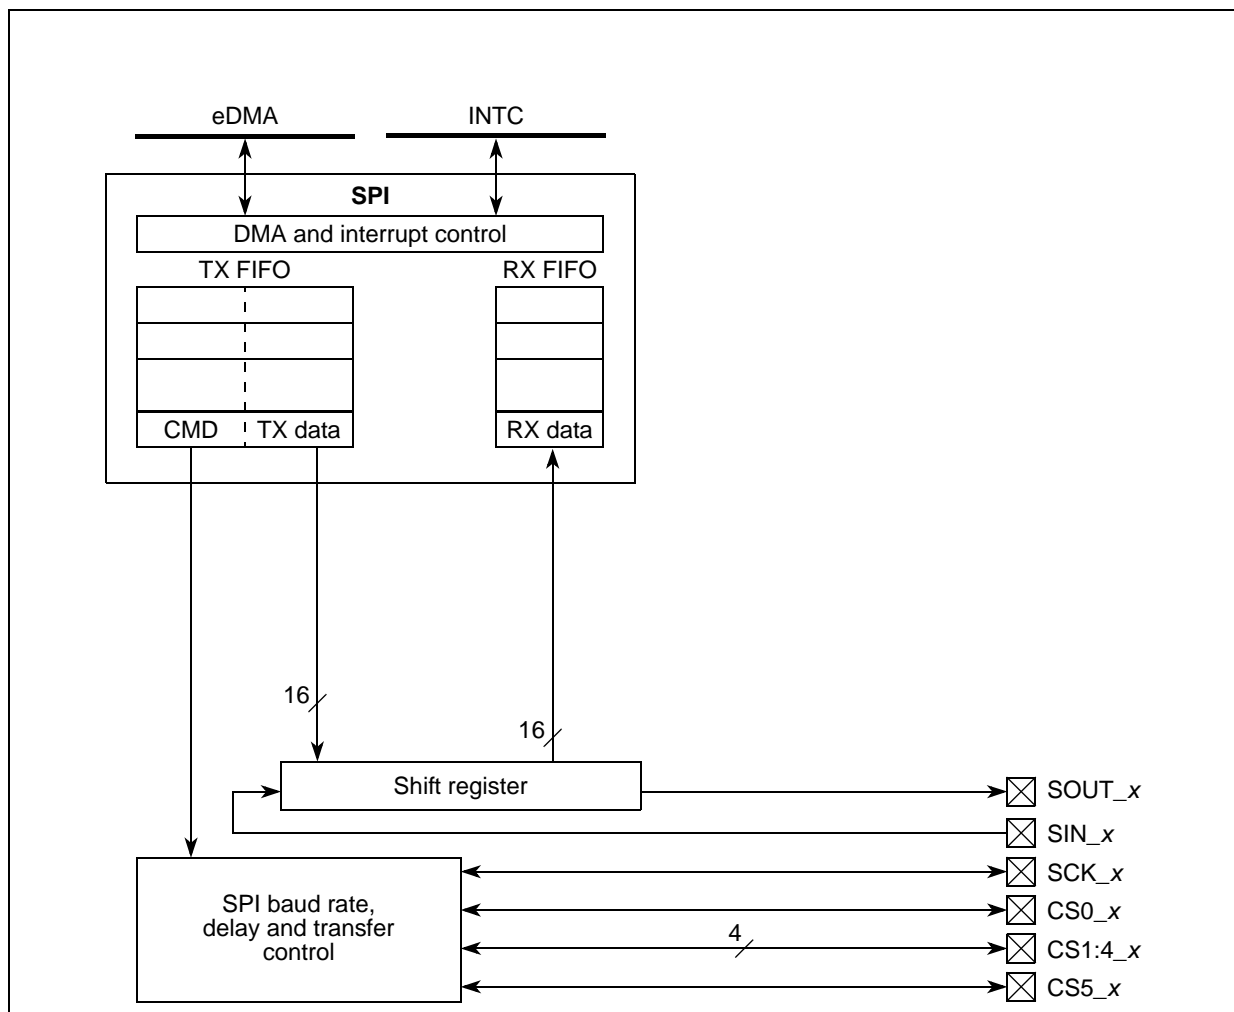 eDMA
INTC
SPI
DMA and interrupt control
TX FIFO
RX FIFO
CMD
TX data
RX data
16
16
Shift register
SOUT_x
SIN_x
SCK_x
SPI baud rate,
delay and transfer
control
CS0_x
4
CS1:4_x
CS5_x